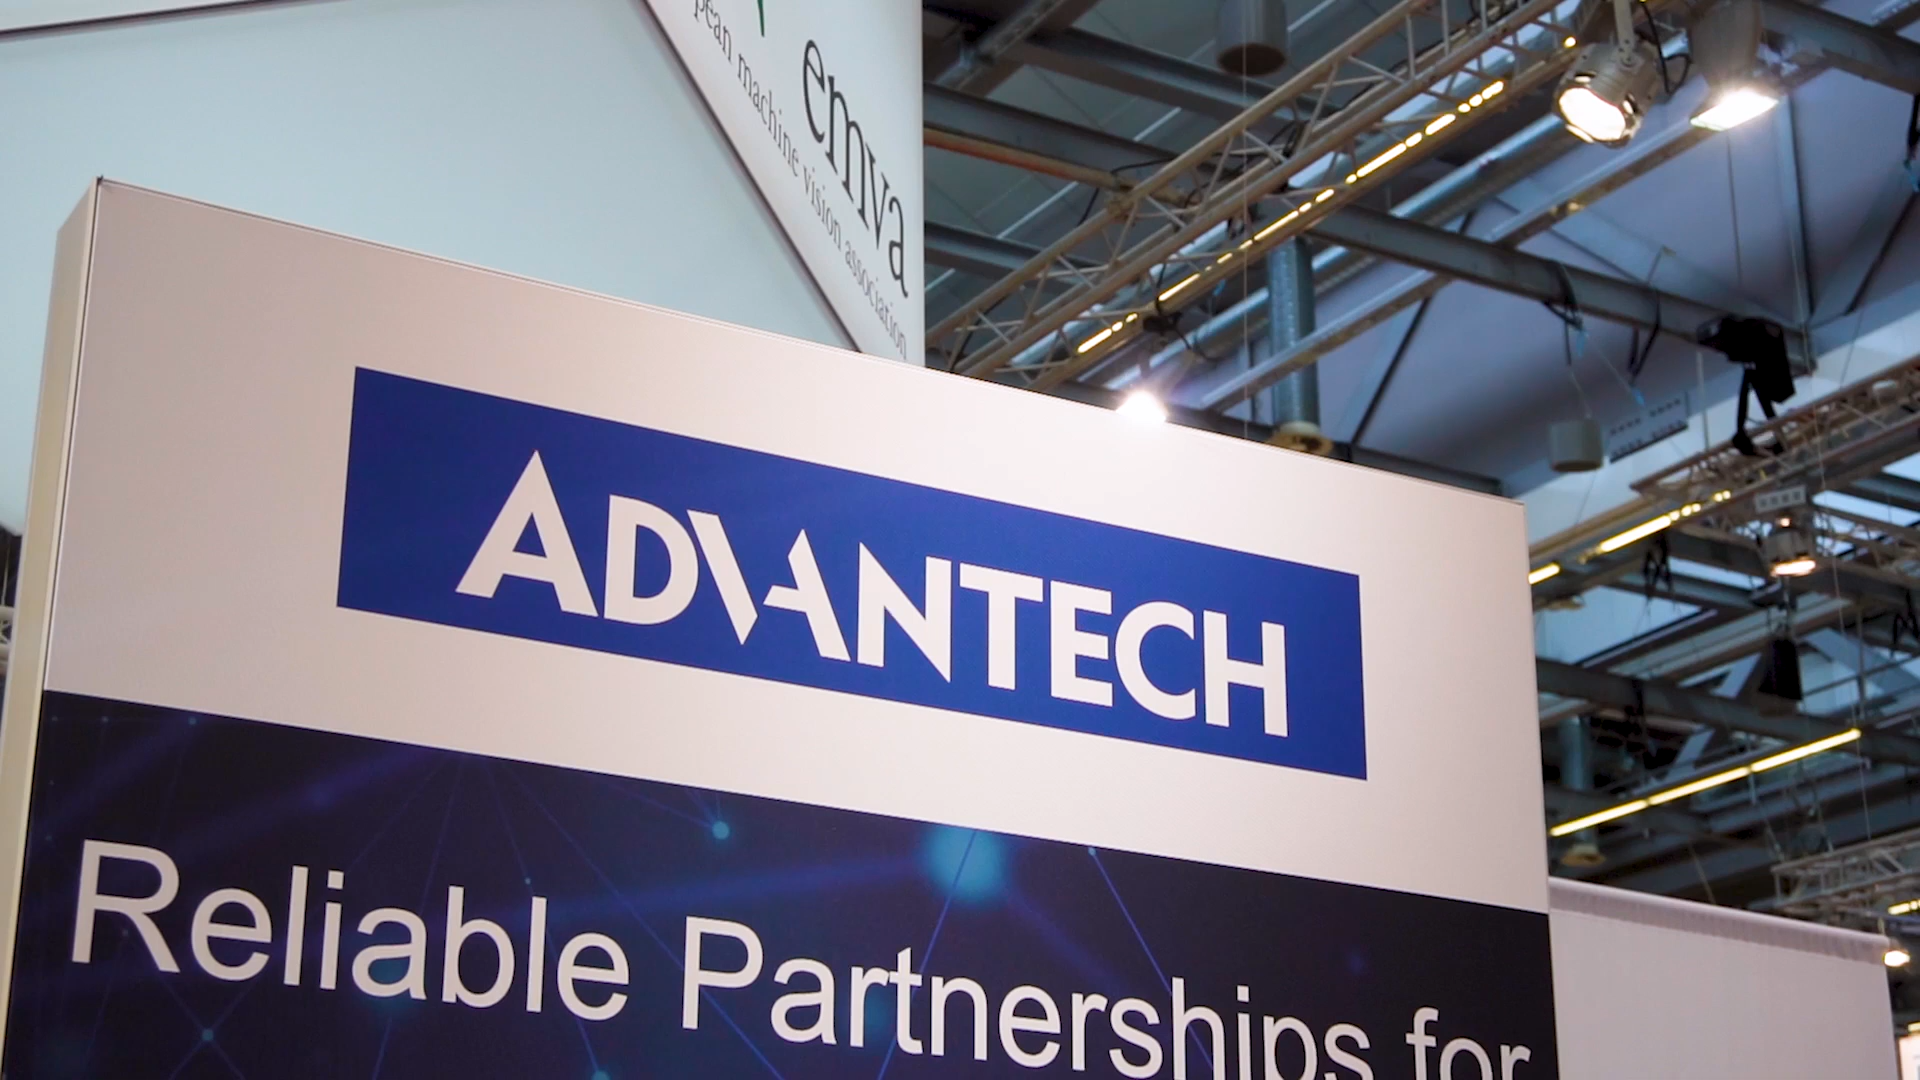 emva
pean machine vision association
ADVANTECH
Reliable Partnerships for